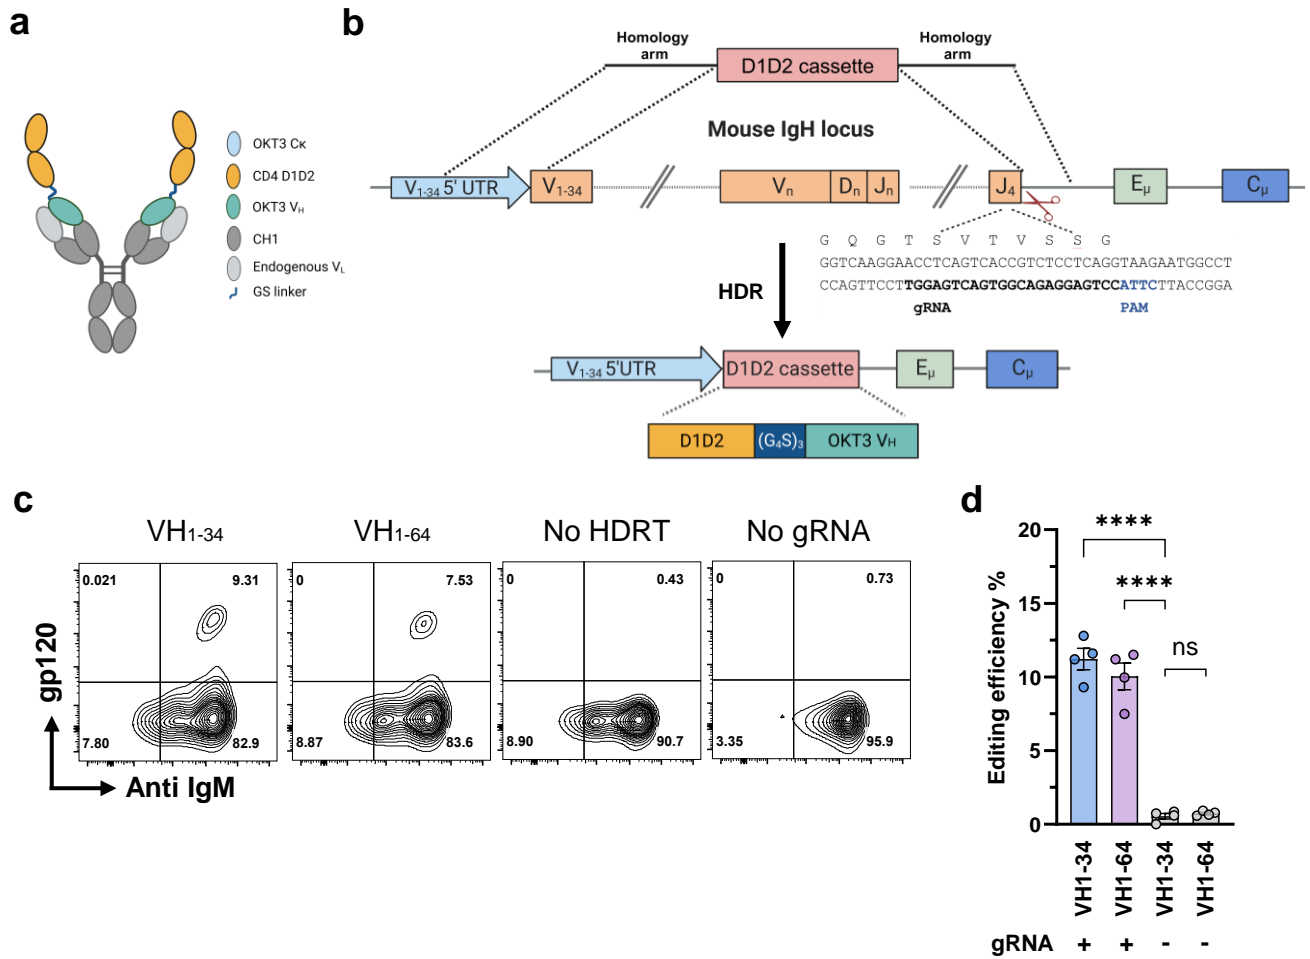 a
OKT3 Cκ
CD4 D1D2
OKT3 VH
CH1
Endogenous VL
GS linker
b
Homology
arm
D1D2 cassette
Homology
arm
Mouse IgH locus
V1-34 5' UTR
V1-34
Vn
Dn
Jn
J4
Eμ
Cμ
G Q G T S V T V S S G
GGTCAAGGAACCTCAGTCACCGTCTCCTCAGGTAAGAATGGCCT
CCAGTTCCTTGGAGTCAGTGGCAGAGGAGTCCATTCTTACCGGA
gRNA
PAM
HDR
V1-34 5'UTR
D1D2 cassette
Eμ
Cμ
D1D2
(G4S)3
OKT3 VH
c
VH1-34
VH1-64
No HDRT
No gRNA
0.021
9.31
7.80
82.9
0
7.53
8.87
83.6
0
0.43
8.90
90.7
0
0.73
3.35
95.9
gp120
Anti IgM
d
Editing efficiency %
20
15
10
5
0
****
****
ns
VH1-34
VH1-64
VH1-34
VH1-64
gRNA + + - -